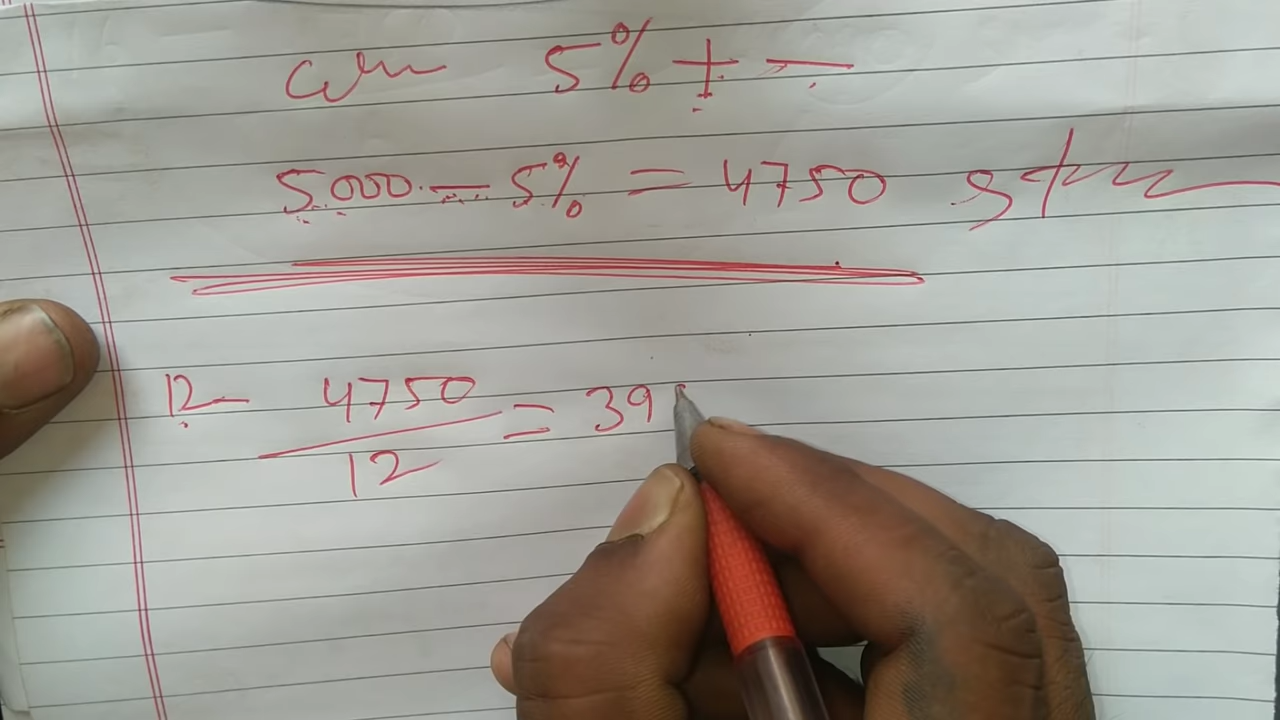 5% + -
5.000 - 5% = 4750
12- 4750 / 12 = 39